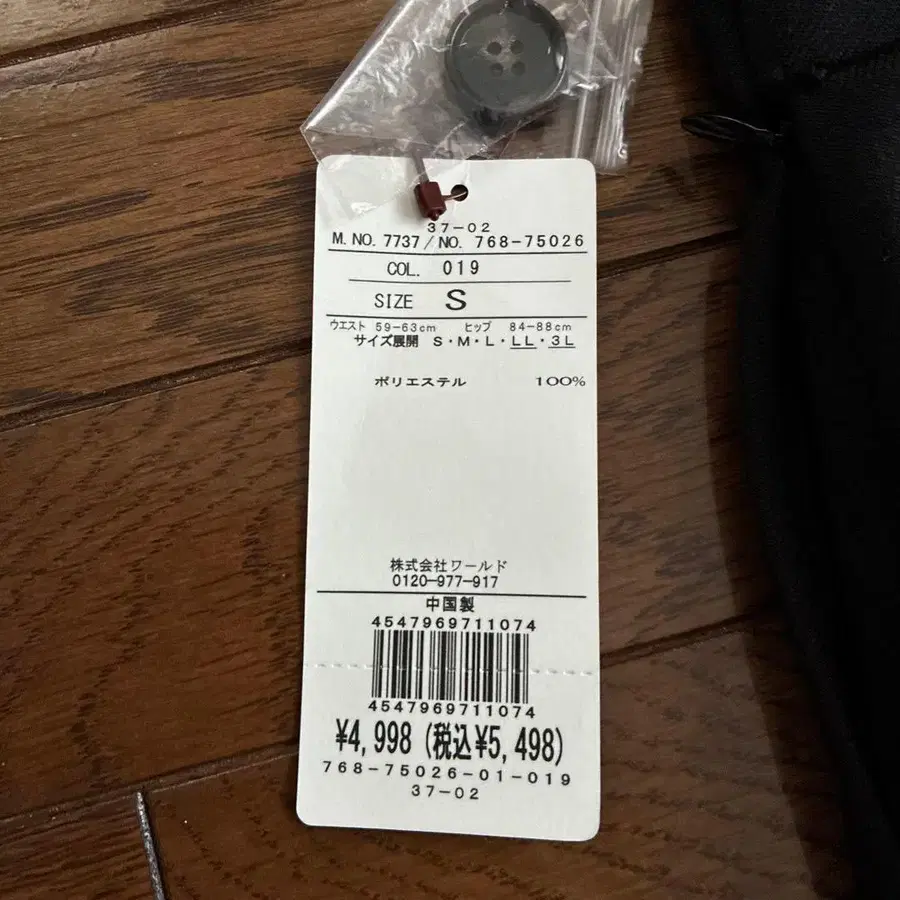 37-02
M. NO. 7737 / NO. 768-75026
COL. 019
SIZE S
ウエスト 59-63cm ヒップ 84-88cm
サイズ展開 S・M・L・LL・3L
ポリエステル 100%
株式会社ワールド
0120-977-917
中国製
4547969711074
4547969711074
¥4,998 (税込¥5,498)
768-75026-01-019
37-02